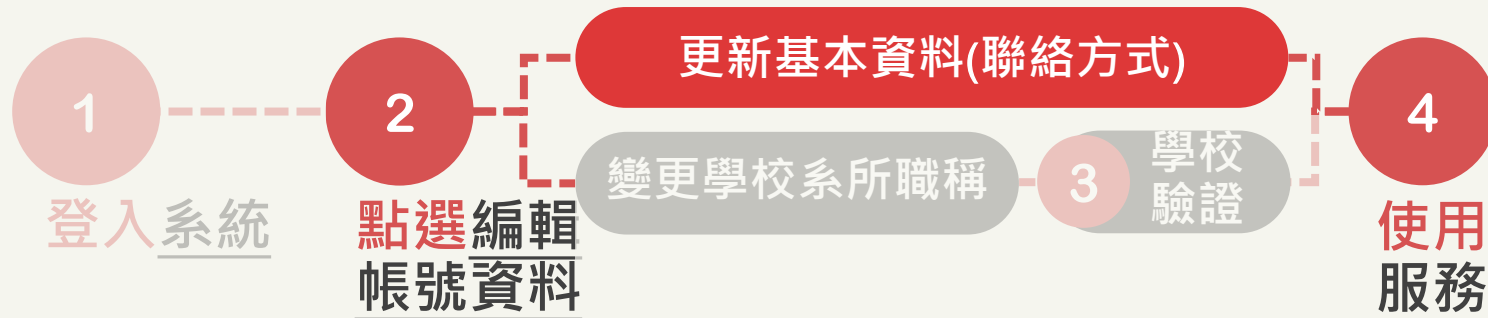 1
登入系統
2
點選編輯
帳號資料
更新基本資料(聯絡方式)
變更學校系所職稱
3
學校
驗證
4
使用
服務